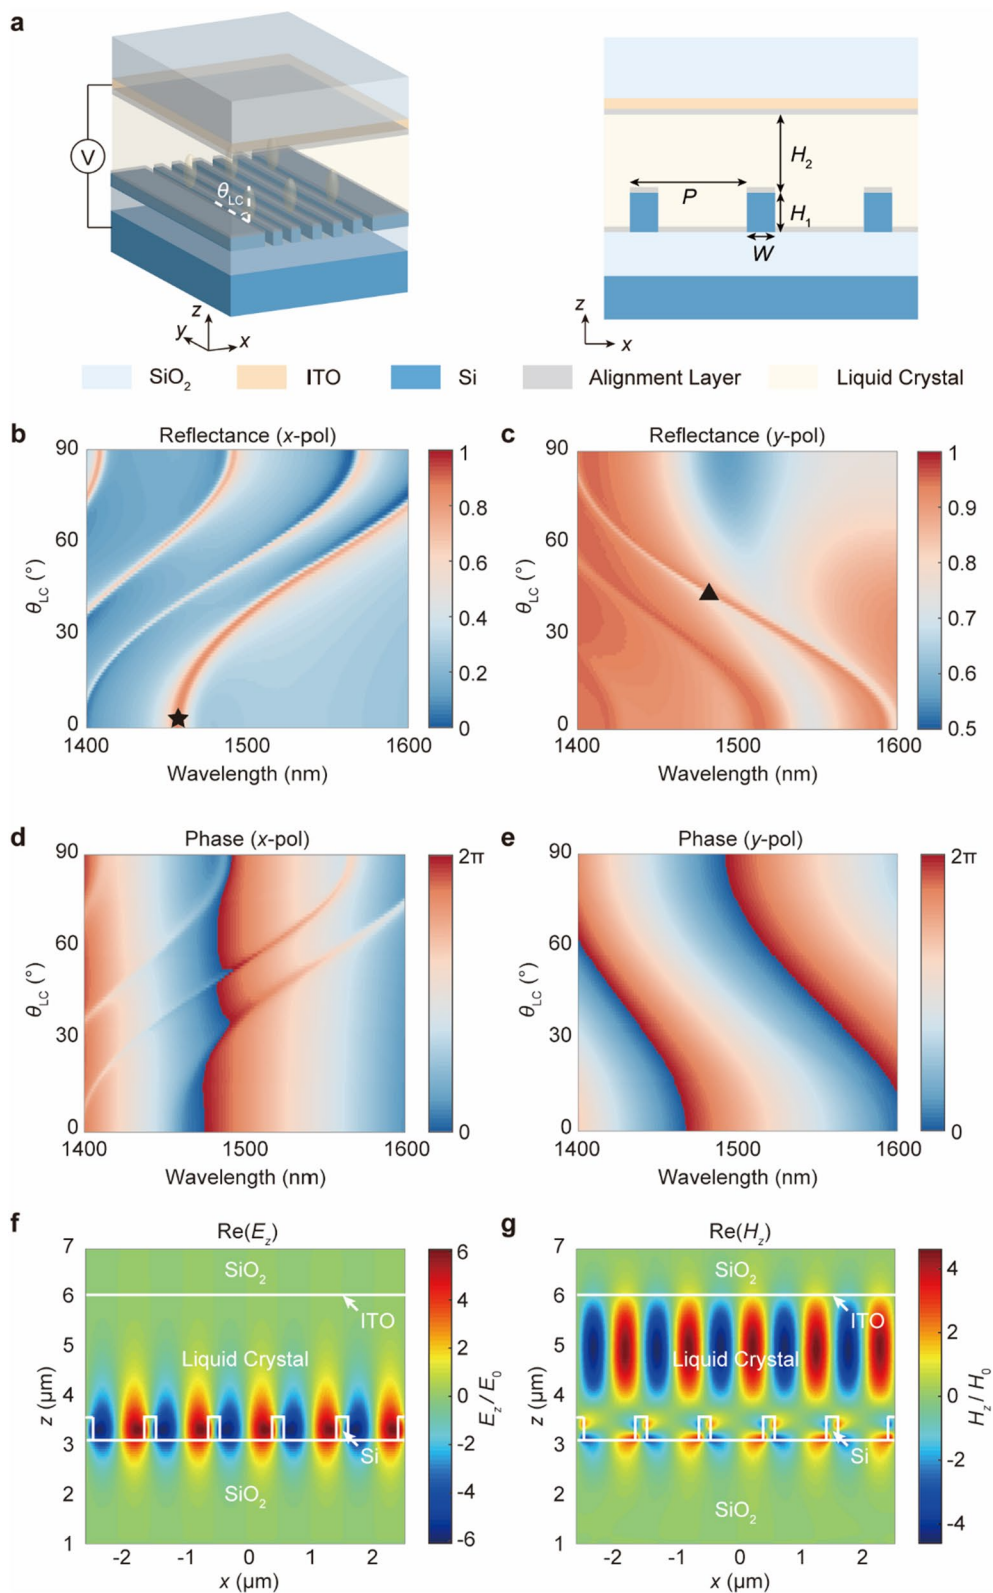 a
V
θLC
z
y
x
H2
P
H1
W
z
x
SiO2
ITO
Si
Alignment Layer
Liquid Crystal
b
Reflectance (x-pol)
90
60
30
0
θLC (°)
1400
1500
1600
Wavelength (nm)
1
0.8
0.6
0.4
0.2
0
c
Reflectance (y-pol)
90
60
30
0
θLC (°)
1400
1500
1600
Wavelength (nm)
1
0.9
0.8
0.7
0.6
0.5
d
Phase (x-pol)
90
60
30
0
θLC (°)
1400
1500
1600
Wavelength (nm)
2π
0
e
Phase (y-pol)
90
60
30
0
θLC (°)
1400
1500
1600
Wavelength (nm)
2π
0
f
Re(Ez)
7
6
5
4
3
2
1
z (μm)
SiO2
ITO
Liquid Crystal
Si
SiO2
-2
-1
0
1
2
x (μm)
6
4
2
0
-2
-4
-6
Ez / E0
g
Re(Hz)
7
6
5
4
3
2
1
z (μm)
SiO2
ITO
Liquid Crystal
Si
SiO2
-2
-1
0
1
2
x (μm)
4
2
0
-2
-4
Hz / H0